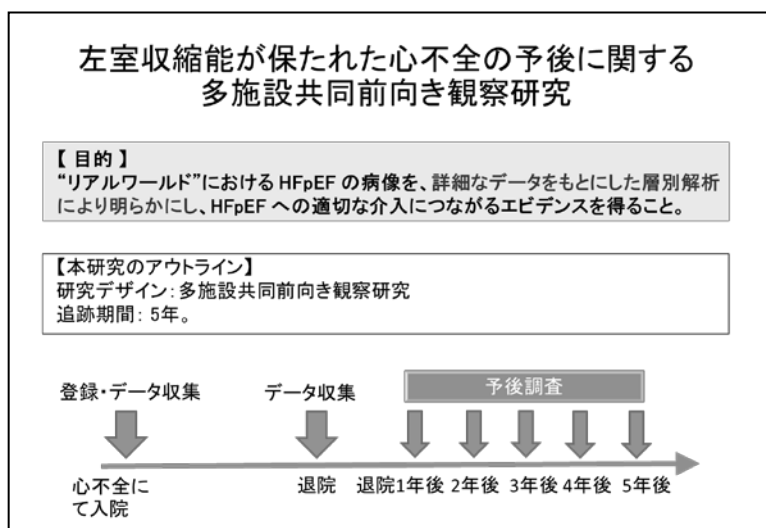 左室収縮能が保たれた心不全の予後に関する
多施設共同前向き観察研究
【 目的 】
“リアルワールド”における HFpEF の病像を、詳細なデータをもとにした層別解析
により明らかにし、HFpEF への適切な介入につながるエビデンスを得ること。
【本研究のアウトライン】
研究デザイン：多施設共同前向き観察研究
追跡期間： 5年。
登録・データ収集
データ収集
予後調査
心不全に
て入院
退院
退院1年後
2年後
3年後
4年後
5年後